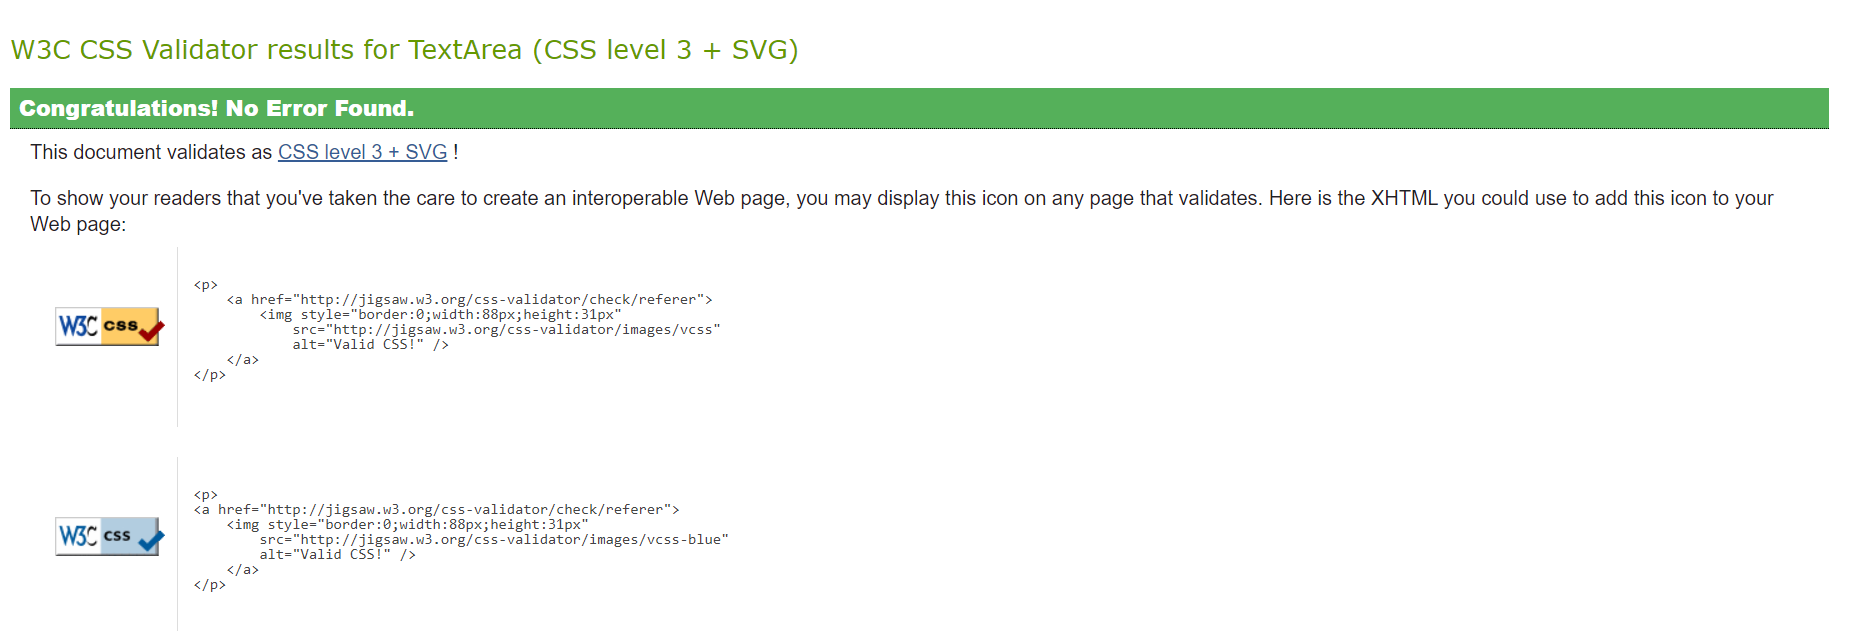 W3C CSS Validator results for TextArea (CSS level 3 + SVG)
Congratulations! No Error Found.
This document validates as CSS level 3 + SVG !
To show your readers that you've taken the care to create an interoperable Web page, you may display this icon on any page that validates. Here is the XHTML you could use to add this icon to your
Web page:
W3C css
<p>
    <a href="http://jigsaw.w3.org/css-validator/check/referer">
        <img style="border:0;width:88px;height:31px"
            src="http://jigsaw.w3.org/css-validator/images/vcss"
            alt="Valid CSS!" />
    </a>
</p>
W3C css
<p>
<a href="http://jigsaw.w3.org/css-validator/check/referer">
    <img style="border:0;width:88px;height:31px"
        src="http://jigsaw.w3.org/css-validator/images/vcss-blue"
        alt="Valid CSS!" />
    </a>
</p>